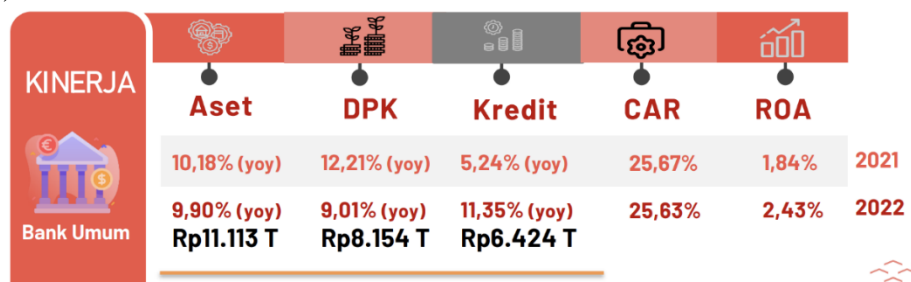 KINERJA
Bank Umum
Aset DPK Kredit CAR ROA
10,18% (yoy) 12,21% (yoy) 5,24% (yoy) 25,67% 1,84% 2021
9,90% (yoy) 9,01% (yoy) 11,35% (yoy) 25,63% 2,43% 2022
Rp11.113 T Rp8.154 T Rp6.424 T